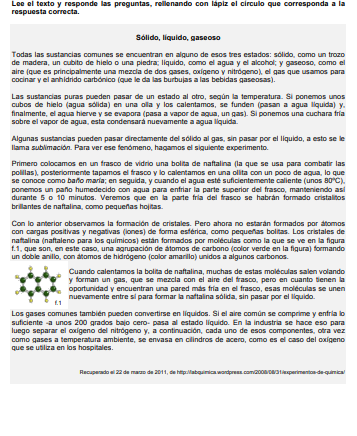 Lee el texto y responde las preguntas, rellenando con lápiz el círculo que corresponda a la
respuesta correcta.
Sólido, líquido, gaseoso
Todas las sustancias comunes se encuentran en alguno de esos tres estados: sólido, como un trozo
de madera, un cubito de hielo o una piedra; líquido, como el agua y el alcohol; y gaseoso, como el
aire (que es principalmente una mezcla de dos gases, oxígeno y nitrógeno), el gas que usamos para
cocinar y el anhídrido carbónico (que le da las burbujas a las bebidas gaseosas).
Las sustancias puras pueden pasar de un estado al otro, según la temperatura. Si ponemos unos
cubos de hielo (agua sólida) en una olla y los calentamos, se funden (pasan a agua líquida) y,
finalmente, el agua hierve y se evapora (pasa a vapor de agua, un gas). Si ponemos una cuchara fría
sobre el vapor de agua, esta condensará nuevamente a agua líquida.
Algunas sustancias pueden pasar directamente del sólido al gas, sin pasar por el líquido, a esto se le
llama sublimación. Para ver ese fenómeno, hagamos el siguiente experimento.
Primero colocamos en un frasco de vidrio una bolita de naftalina (la que se usa para combatir las
polillas), posteriormente tapamos el frasco y lo calentamos en una ollita con un poco de agua, lo que
se conoce como baño maría; en seguida, y cuando el agua esté suficientemente caliente (unos 80ºC),
ponemos un paño humedecido con agua para enfriar la parte superior del frasco, manteniendo así
durante 5 o 10 minutos. Veremos que en la parte fría del frasco se habrán formado cristalitos
brillantes de naftalina, como pequeñas hojitas.
Con lo anterior observamos la formación de cristales. Pero ahora no estarán formados por átomos
con cargas positivas y negativas (iones) de forma esférica, como pequeñas bolitas. Los cristales de
naftalina (naftaleno para los químicos) están formados por moléculas como la que se ve en la figura
f.1, que son, en este caso, una agrupación de átomos de carbono (color verde en la figura) formando
un doble anillo, con átomos de hidrógeno (color amarillo) unidos a algunos carbonos.
Cuando calentamos la bolita de naftalina, muchas de estas moléculas salen volando
y forman un gas, que se mezcla con el aire del frasco, pero en cuanto tienen la
oportunidad y encuentran una pared más fría en el frasco, esas moléculas se unen
nuevamente entre sí para formar la naftalina sólida, sin pasar por el líquido.
f.1
Los gases comunes también pueden convertirse en líquidos. Si el aire común se comprime y enfría lo
suficiente -a unos 200 grados bajo cero- pasa al estado líquido. En la industria se hace eso para
luego separar el oxígeno del nitrógeno y, a continuación, cada uno de esos componentes, otra vez
como gases a temperatura ambiente, se envasa en cilindros de acero, como es el caso del oxígeno
que se utiliza en los hospitales.
Recuperado el 22 de marzo de 2011, de http://labquimica.wordpress.com/2008/08/31/experimentos-de-quimica/